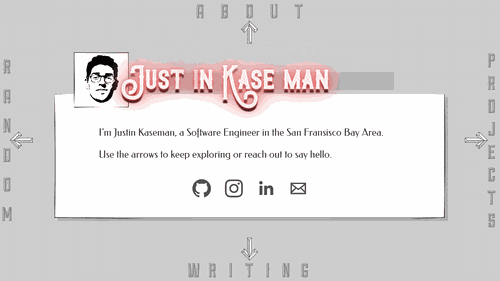 ABOUT
JUST IN KASE MAN
RANDOM
PROJECTS
I'm Justin Kaseman, a Software Engineer in the San Fransisco Bay Area.
Use the arrows to keep exploring or reach out to say hello.
in
WRITING